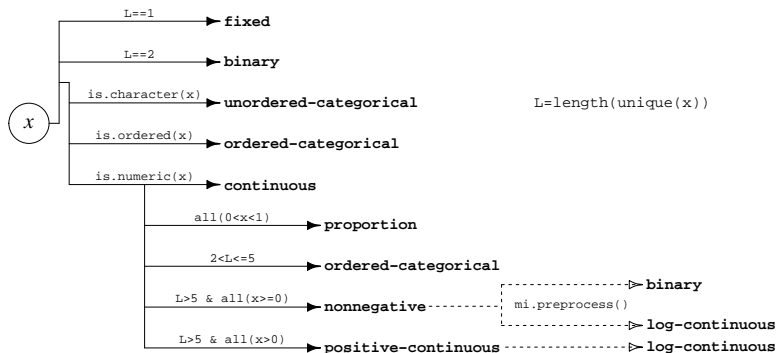 L==1 fixed
L==2 binary
is.character(x) unordered-categorical L=length(unique(x))
x
is.ordered(x) ordered-categorical
is.numeric(x) continuous
all(0<x<1) proportion
2<L<=5 ordered-categorical
binary
L>5 & all(x>=0) nonnegative mi.preprocess()
log-continuous
L>5 & all(x>0) positive-continuous log-continuous